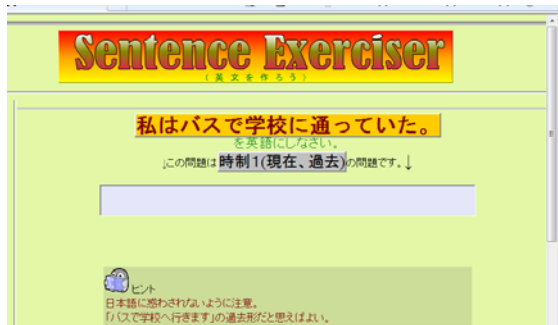 Sentence Exerciser
(英文を作ろう)
私はバスで学校に通っていた。
を英語にしなさい。
↓この問題は時制1(現在、過去)の問題です。↓
ヒント
日本語に惑わされないように注意。
「バスで学校へ行きます」の過去形だと思えばよい。